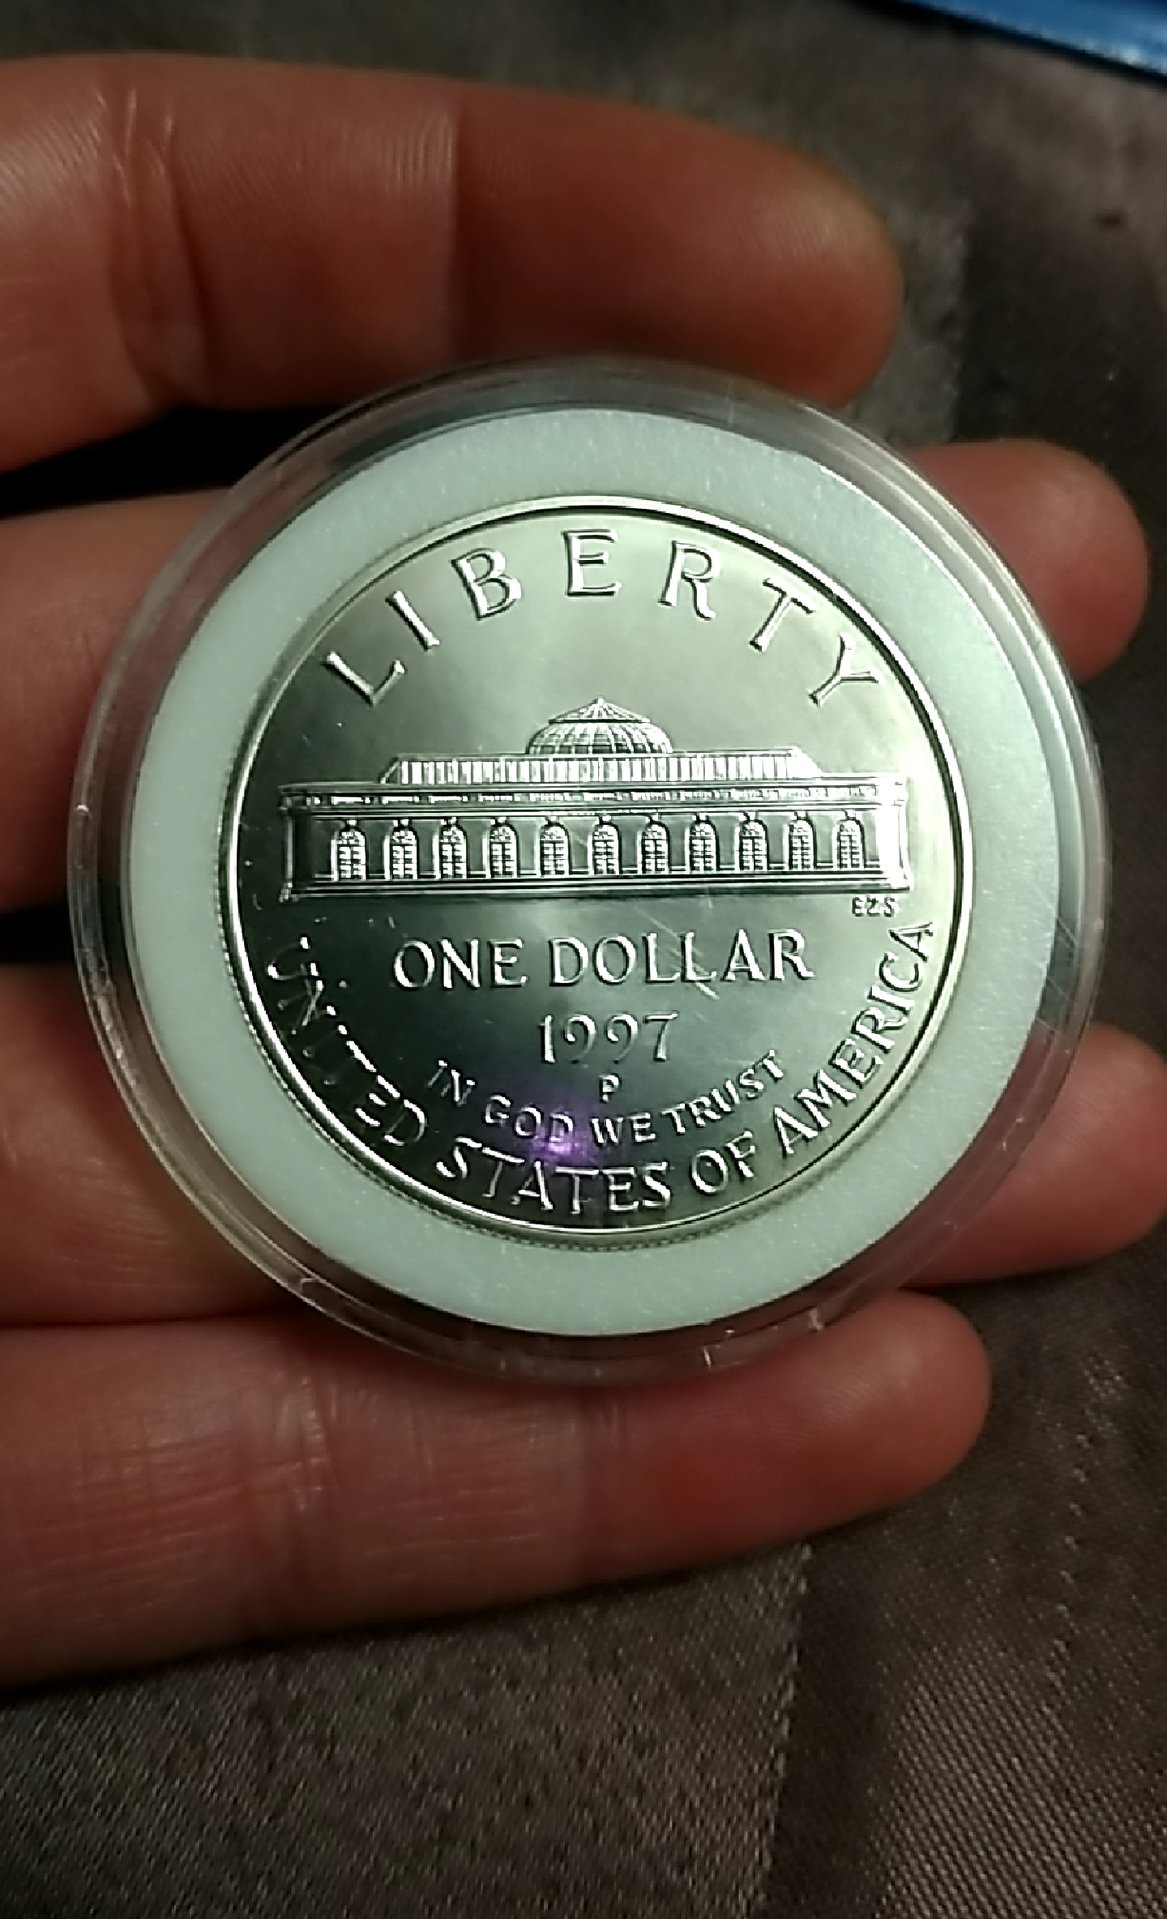 LIBERTY
EZS
ONE DOLLAR
1997
P
IN GOD WE TRUST
UNITED STATES OF AMERICA